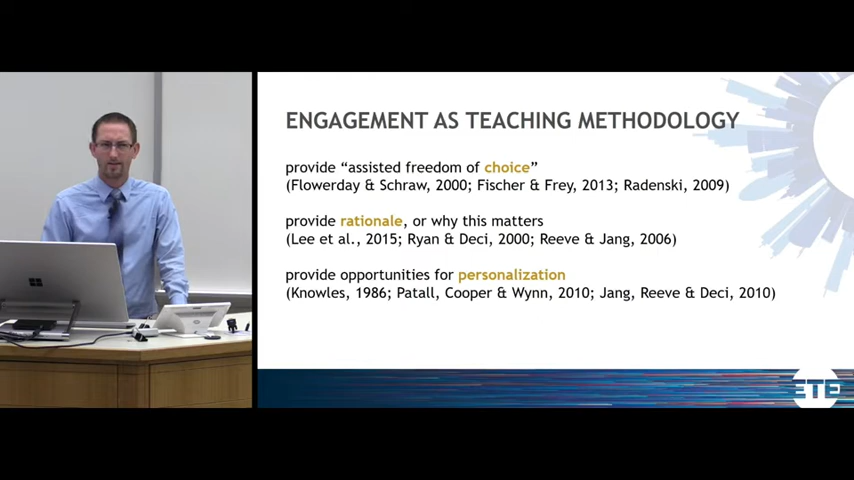 ENGAGEMENT AS TEACHING METHODOLOGY
provide “assisted freedom of choice”
(Flowerday & Schraw, 2000; Fischer & Frey, 2013; Radenski, 2009)
provide rationale, or why this matters
(Lee et al., 2015; Ryan & Deci, 2000; Reeve & Jang, 2006)
provide opportunities for personalization
(Knowles, 1986; Patall, Cooper & Wynn, 2010; Jang, Reeve & Deci, 2010)
ETE